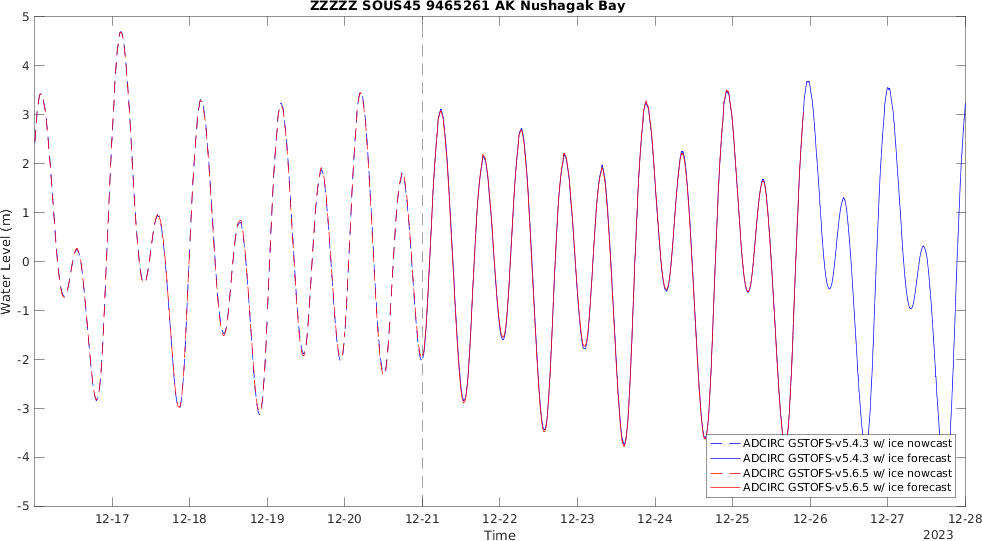 ZZZZZ SOUS45 9465261 AK Nushagak Bay
5
4
3
2
1
0
-1
-2
-3
-4
-5
Water Level (m)
ADCIRC GSTOFS-v5.4.3 w/ ice nowcast
ADCIRC GSTOFS-v5.4.3 w/ ice forecast
ADCIRC GSTOFS-v5.6.5 w/ ice nowcast
ADCIRC GSTOFS-v5.6.5 w/ ice forecast
12-17 12-18 12-19 12-20 12-21 12-22 12-23 12-24 12-25 12-26 12-27 12-28
Time 2023